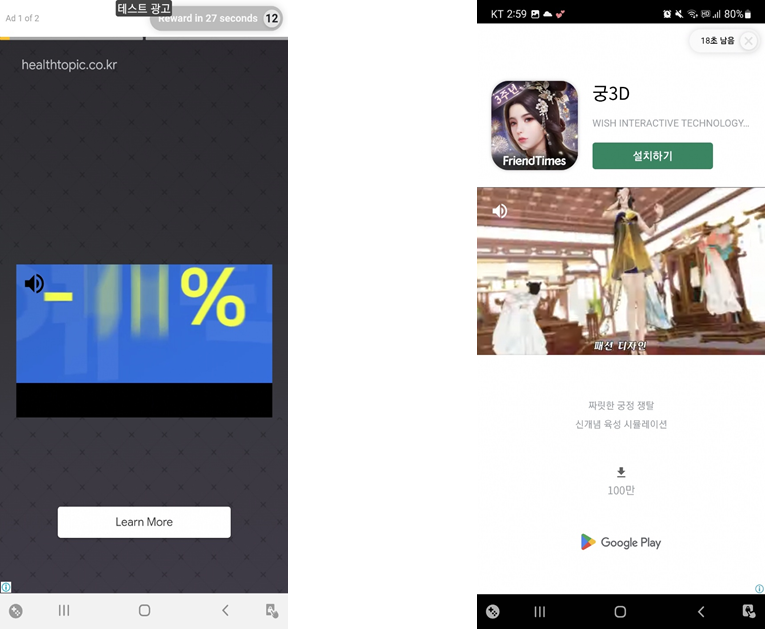 Ad 1 of 2
테스트 광고
Reward in 27 seconds
12
healthtopic.co.kr
%
Learn More
KT 2:59
80%
18초 남음
3주년
FriendTimes
궁3D
WISH INTERACTIVE TECHNOLOGY...
설치하기
패션 디자인
짜릿한 궁정 쟁탈
신개념 육성 시뮬레이션
100만
Google Play